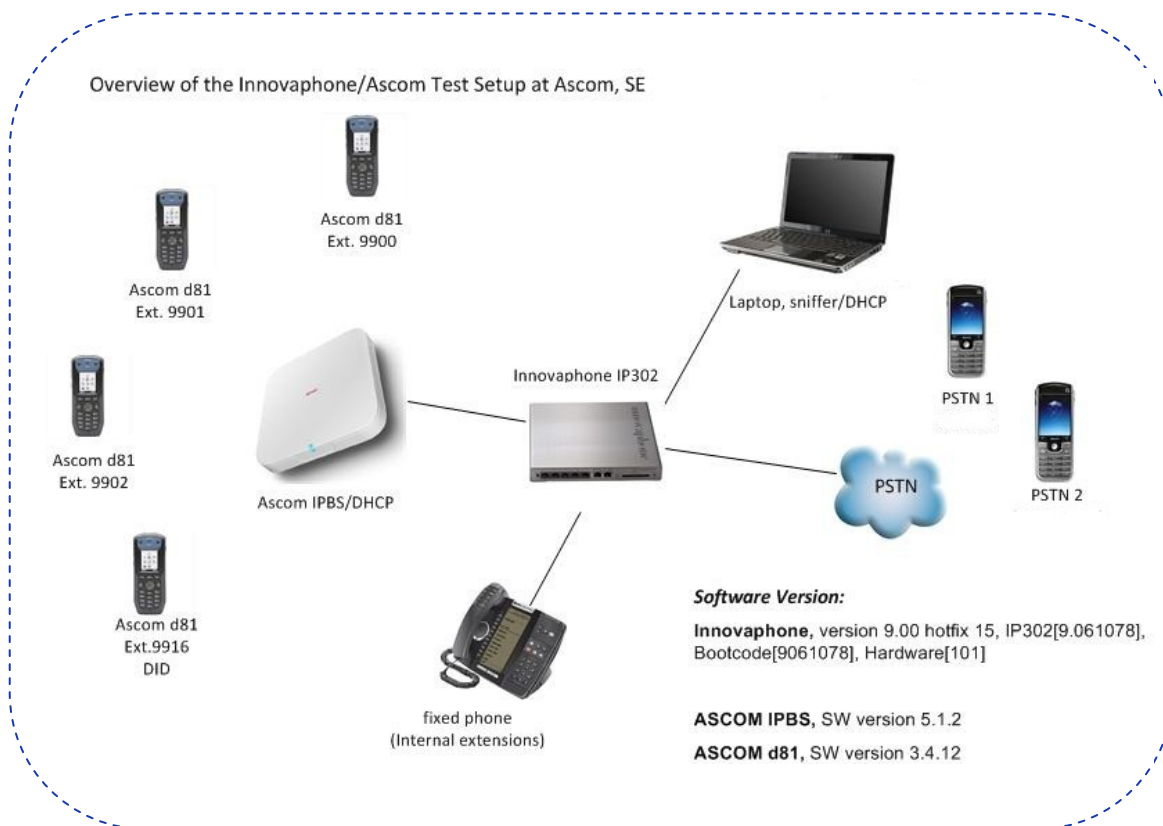 Overview of the Innovaphone/Ascom Test Setup at Ascom, SE
Ascom d81
Ext. 9900
Ascom d81
Ext. 9901
Laptop, sniffer/DHCP
Innovaphone IP302
PSTN 1
Ascom d81
Ext. 9902
Ascom IPBS/DHCP
PSTN
PSTN 2
Ascom d81
Ext.9916
DID
fixed phone
(Internal extensions)
Software Version:
Innovaphone, version 9.00 hotfix 15, IP302[9.061078],
Bootcode[9061078], Hardware[101]
ASCOM IPBS, SW version 5.1.2
ASCOM d81, SW version 3.4.12